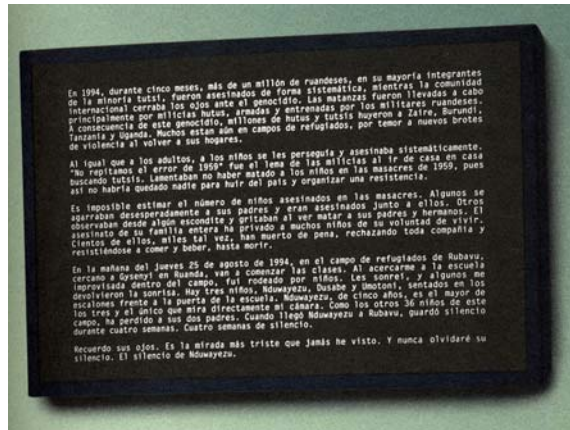 En 1994, durante cinco meses, más de un millón de ruandeses, en su mayoría integrantes
de la minoría tutsi, fueron asesinados de forma sistemática, mientras la comunidad
internacional cerraba los ojos ante el genocidio. Las matanzas fueron llevadas a cabo
principalmente por milicias hutus, armadas y entrenadas por los militares ruandeses.
A consecuencia de este genocidio, millones de hutus y tutsis huyeron a Zaire, Burundi,
Tanzania y Uganda. Muchos están aún en campos de refugiados, por temor a nuevos brotes
de violencia al volver a sus hogares.
Al igual que a los adultos, a los niños se les perseguía y asesinaba sistemáticamente.
"No repitamos el error de 1959" fue el lema de las milicias al ir de casa en casa
buscando tutsis. Lamentaban no haber matado a los niños en las masacres de 1959, pues
así no habría quedado nadie para huir del país y organizar una resistencia.
Es imposible estimar el número de niños asesinados en las masacres. Algunos se
agarraban desesperadamente a sus padres y eran asesinados junto a ellos. Otros
observaban desde algún escondite y gritaban al ver matar a sus padres y hermanos. El
asesinato de su familia entera ha privado a muchos niños de su voluntad de vivir.
Cientos de ellos, miles tal vez, han muerto de pena, rechazando toda compañía y
resistiéndose a comer y beber, hasta morir.
En la mañana del jueves 25 de agosto de 1994, en el campo de refugiados de Rubavu,
cercano a Gysenyi en Ruanda, van a comenzar las clases. Al acercarme a la escuela
improvisada dentro del campo, fui rodeado por niños. Les sonreí, y algunos me
devolvieron la sonrisa. Hay tres niños, Nduwayezu, Dusabe y Umotoni, sentados en los
escalones frente a la puerta de la escuela. Nduwayezu, de cinco años, es el mayor de
los tres y el único que mira directamente mi cámara. Como los otros 36 niños de este
campo, ha perdido a sus dos padres. Cuando llegó Nduwayezu a Rubavu, guardó silencio
durante cuatro semanas. Cuatro semanas de silencio.
Recuerdo sus ojos. Es la mirada más triste que jamás he visto. Y nunca olvidaré su
silencio. El silencio de Nduwayezu.